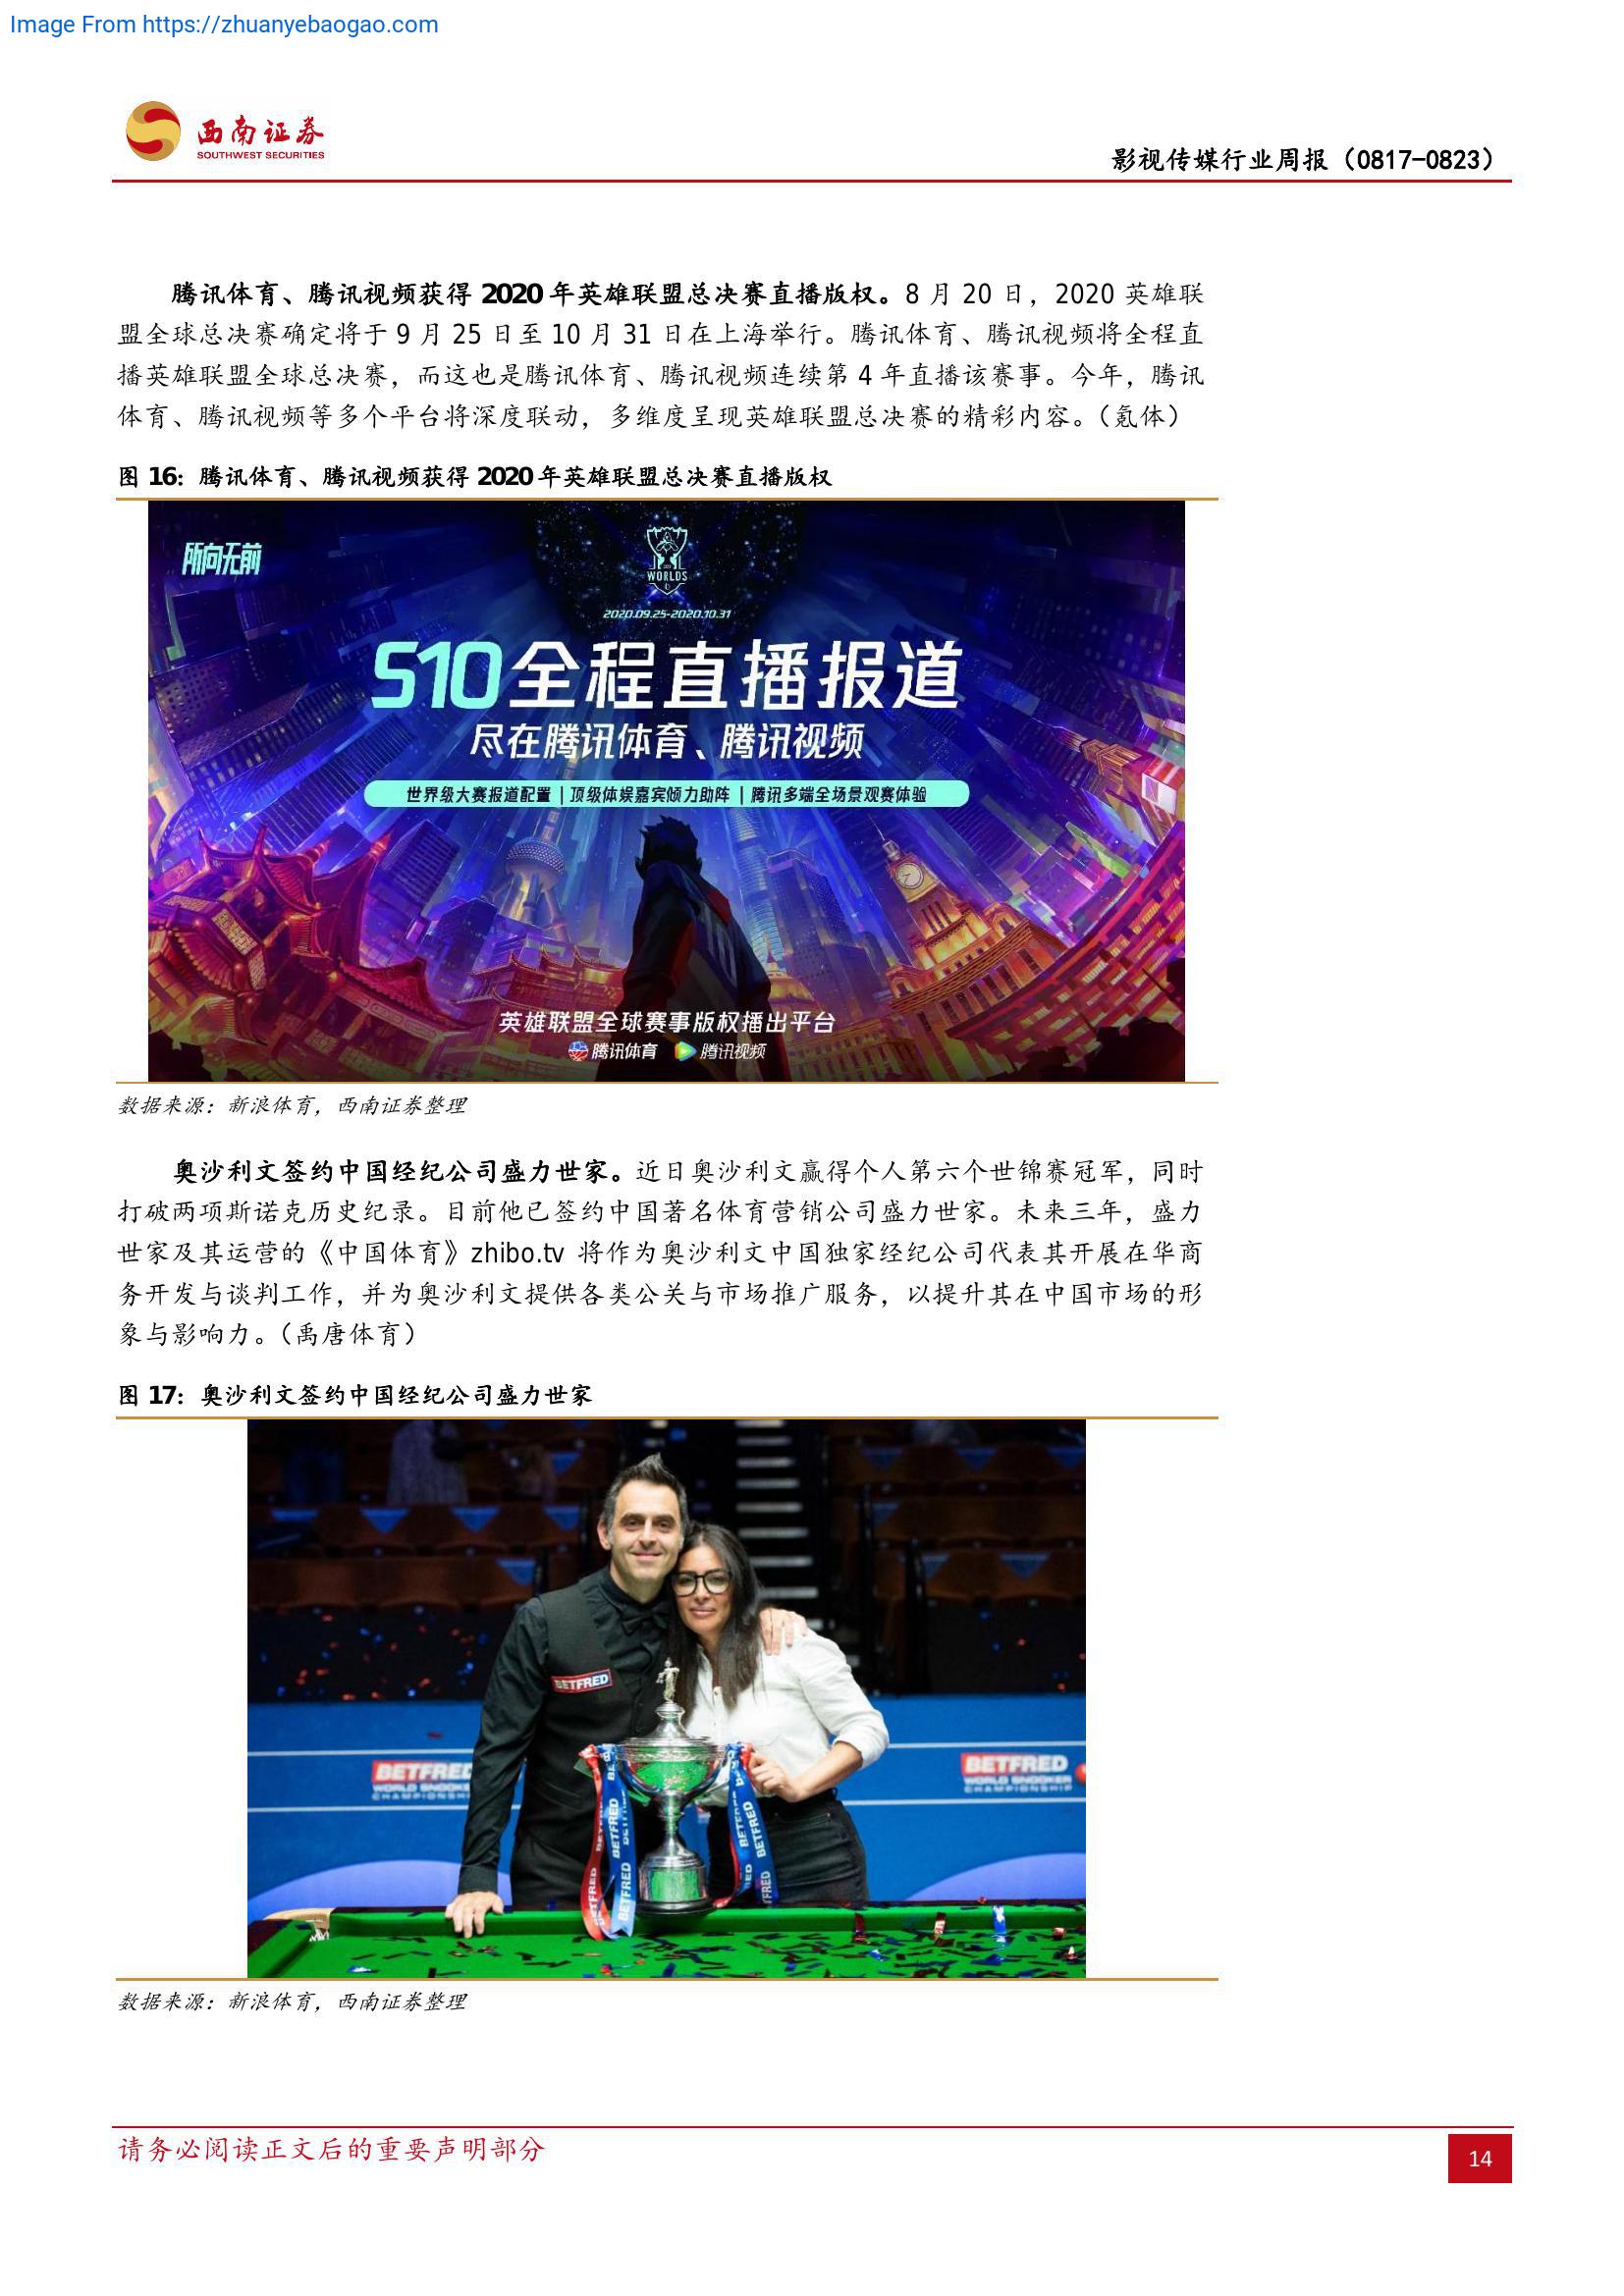 Image From https://zhuanyebaogao.com
西南证券
SOUTHWEST SECURITIES
影视传媒行业周报（0817-0823）
腾讯体育、腾讯视频获得 2020 年英雄联盟总决赛直播版权。8 月 20 日，2020 英雄联
盟全球总决赛确定将于 9 月 25 日至 10 月 31 日在上海举行。腾讯体育、腾讯视频将全程直
播英雄联盟全球总决赛，而这也是腾讯体育、腾讯视频连续第 4 年直播该赛事。今年，腾讯
体育、腾讯视频等多个平台将深度联动，多维度呈现英雄联盟总决赛的精彩内容。（氪体）
图 16：腾讯体育、腾讯视频获得 2020 年英雄联盟总决赛直播版权
所向无前
WORLDS
2020.09.25-2020.10.31
S10全程直播报道
尽在腾讯体育、腾讯视频
世界级大赛报道配置 | 顶级体娱嘉宾倾力助阵 | 腾讯多端全场景观赛体验
英雄联盟全球赛事版权播出平台
腾讯体育 腾讯视频
数据来源：新浪体育，西南证券整理
奥沙利文签约中国经纪公司盛力世家。近日奥沙利文赢得个人第六个世锦赛冠军，同时
打破两项斯诺克历史纪录。目前他已签约中国著名体育营销公司盛力世家。未来三年，盛力
世家及其运营的《中国体育》zhibo.tv 将作为奥沙利文中国独家经纪公司代表其开展在华商
务开发与谈判工作，并为奥沙利文提供各类公关与市场推广服务，以提升其在中国市场的形
象与影响力。（禹唐体育）
图 17：奥沙利文签约中国经纪公司盛力世家
BETFRED
BETFRED
WORLD SNOOKER
CHAMPIONSHIP
BETFRED
WORLD SNOOKER
CHAMPIONSHIP
BETFRED
BETFRED
BETFRED
数据来源：新浪体育，西南证券整理
请务必阅读正文后的重要声明部分
14